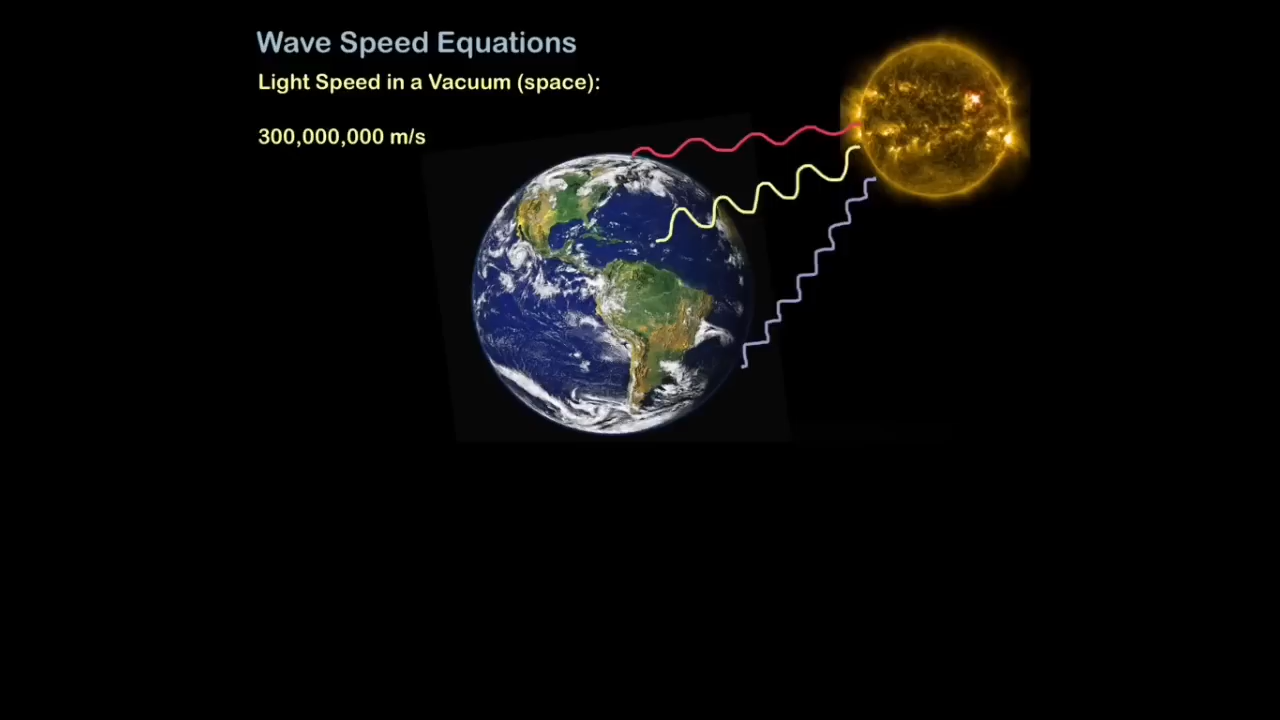 Wave Speed Equations
Light Speed in a Vacuum (space):
300,000,000 m/s